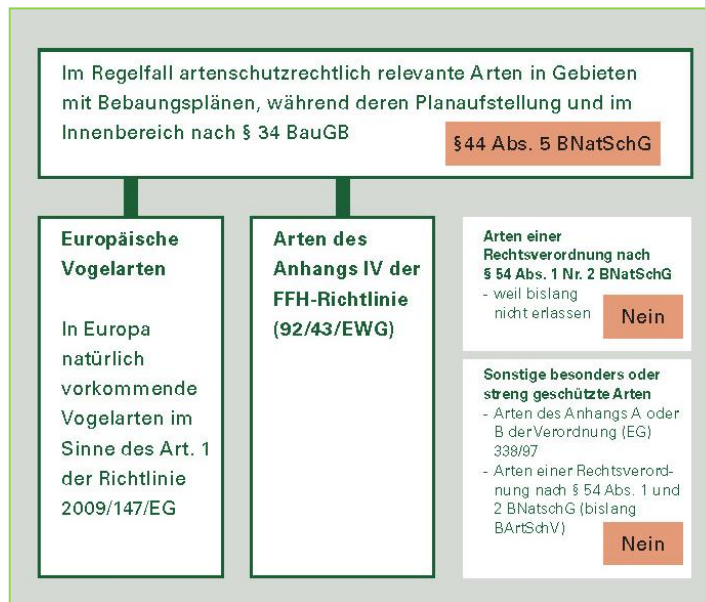 Im Regelfall artenschutzrechtlich relevante Arten in Gebieten
mit Bebaungsplänen, während deren Planaufstellung und im
Innenbereich nach § 34 BauGB
§44 Abs. 5 BNatSchG
Europäische
Vogelarten
In Europa
natürlich
vorkommende
Vogelarten im
Sinne des Art. 1
der Richtlinie
2009/147/EG
Arten des
Anhangs IV der
FFH-Richtlinie
(92/43/EWG)
Arten einer
Rechtsverordnung nach
§ 54 Abs. 1 Nr. 2 BNatSchG
- weil bislang
nicht erlassen
Nein
Sonstige besonders oder
streng geschützte Arten
- Arten des Anhangs A oder
B der Verordnung (EG)
338/97
- Arten einer Rechtsverord-
nung nach § 54 Abs. 1 und
2 BNatschG (bislang
BArtSchV)
Nein